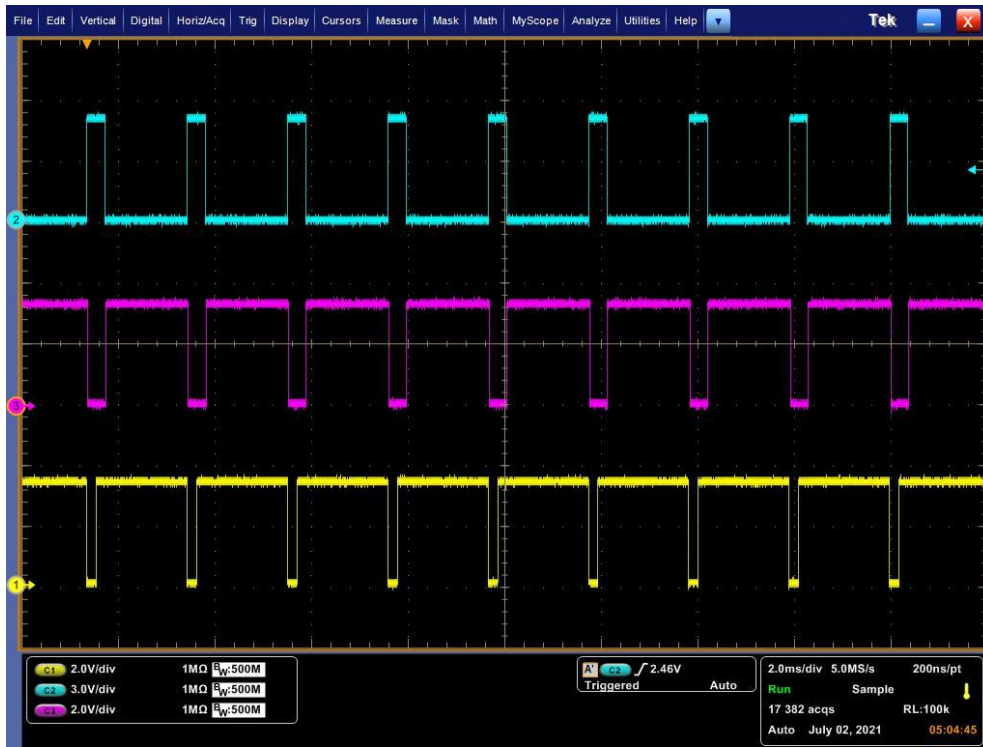 File Edit Vertical Digital Horiz/Acq Trig Display Cursors Measure Mask Math MyScope Analyze Utilities Help Tek X
2
3
1
C1 2.0V/div 1MΩ BW:500M
C2 3.0V/div 1MΩ BW:500M
C3 2.0V/div 1MΩ BW:500M
A' C2 2.46V
Triggered Auto
2.0ms/div 5.0MS/s 200ns/pt
Run Sample
17 382 acqs RL:100k
Auto July 02, 2021 05:04:45